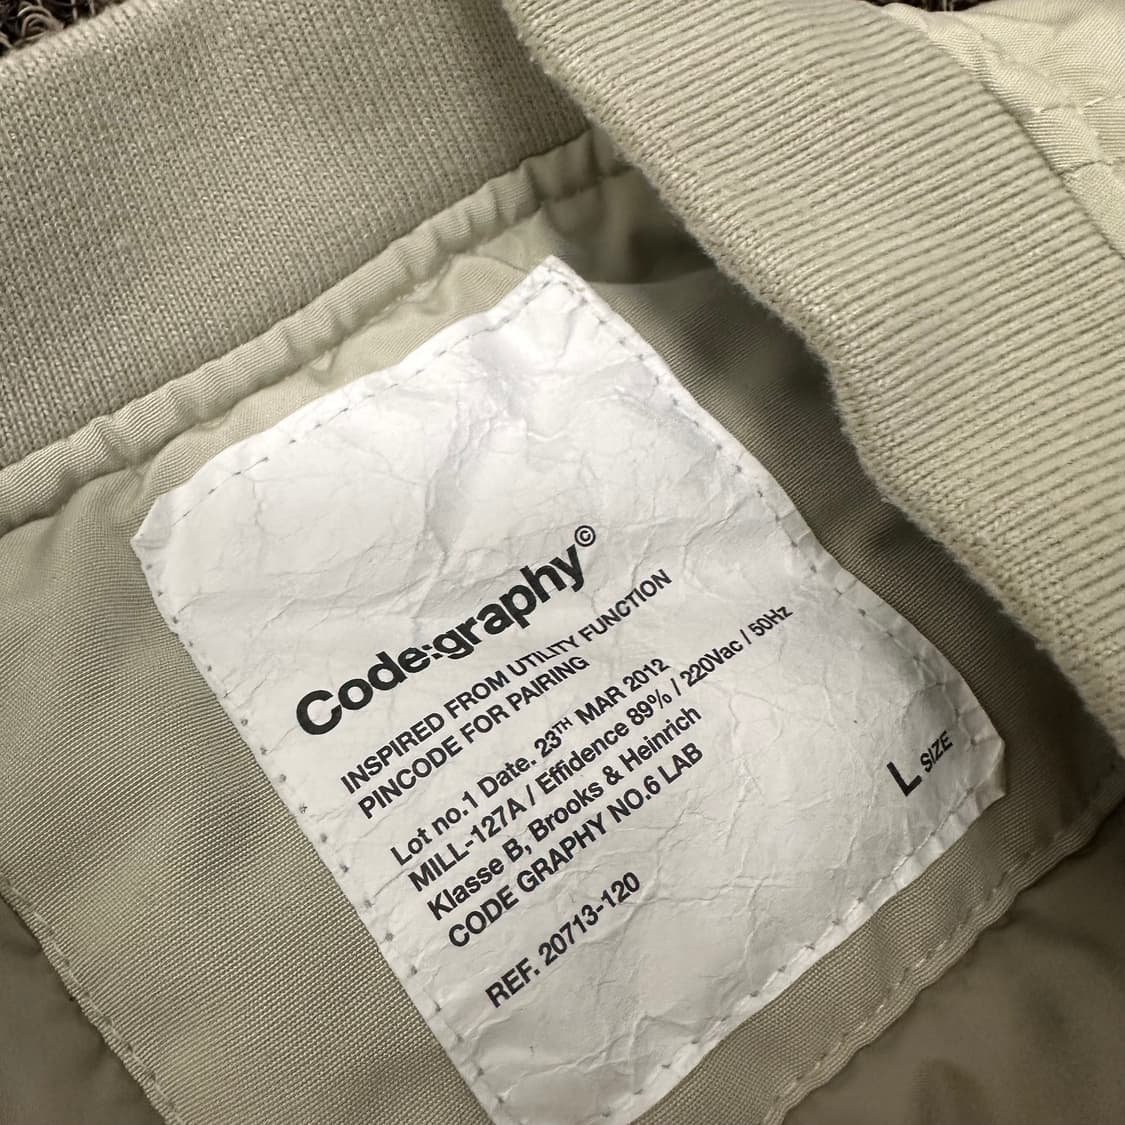 Code:graphy©
INSPIRED FROM UTILITY FUNCTION
PINCODE FOR PAIRING
Lot no.1 Date. 23TH MAR 2012
MILL-127A / Effidence 89% / 220Vac / 50Hz
Klasse B, Brooks & Heinrich
CODE GRAPHY NO.6 LAB
REF. 20713-120
L SIZE